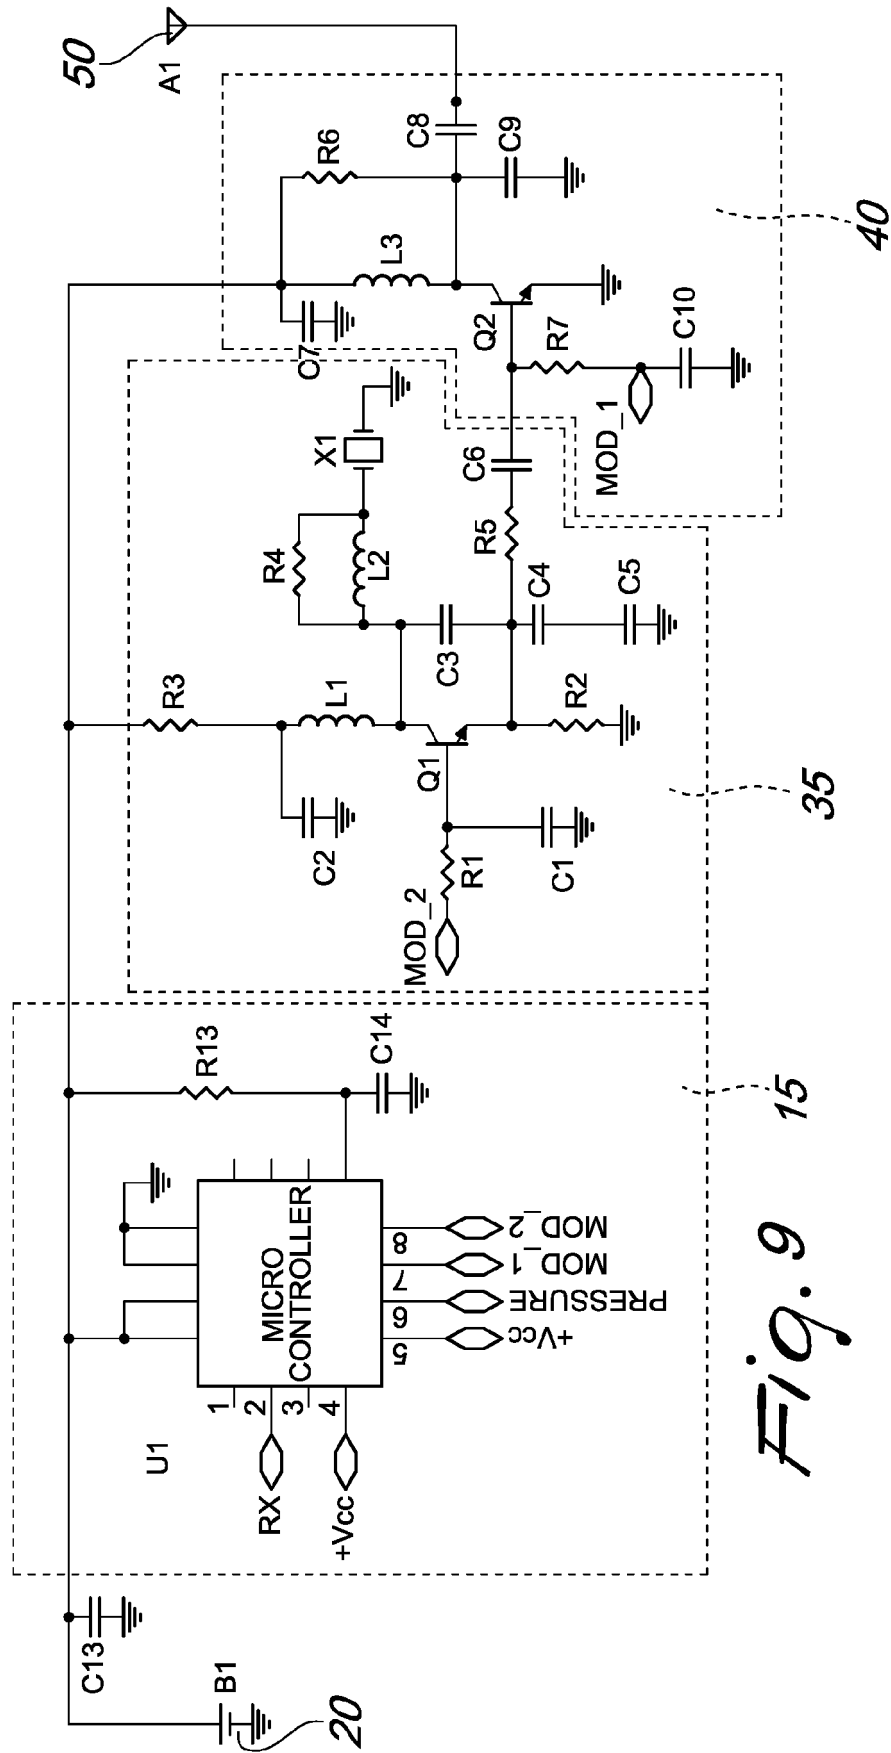 50
A1
R6
C8
C9
L3
C7
Q2
R7
C10
MOD_1
40
X1
R4
L2
C6
R5
C3
C4
C5
R3
L1
C2
Q1
R2
MOD_2
R1
C1
35
R13
C14
MICRO
CONTROLLER
U1
1
2
3
4
5
6
7
8
RX
+Vcc
+Vcc
PRESSURE
MOD_1
MOD_2
15
C13
B1
20
Fig. 9